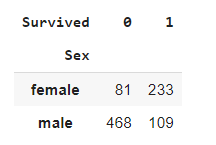 Survived 0 1
Sex
female 81 233
male 468 109